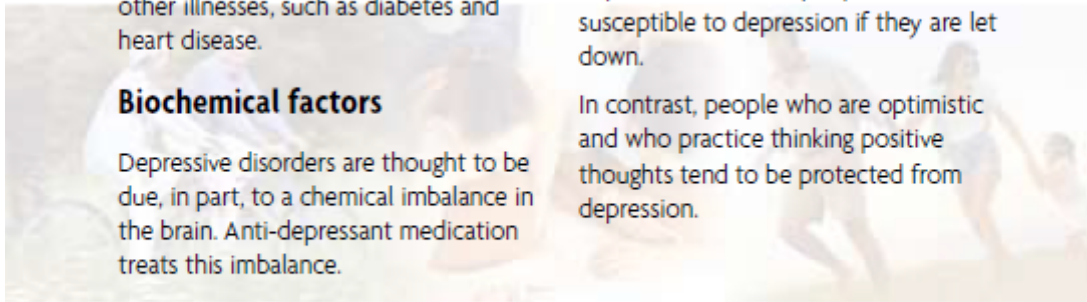 other illnesses, such as diabetes and
heart disease.
Biochemical factors
Depressive disorders are thought to be
due, in part, to a chemical imbalance in
the brain. Anti-depressant medication
treats this imbalance.
susceptible to depression if they are let
down.
In contrast, people who are optimistic
and who practice thinking positive
thoughts tend to be protected from
depression.